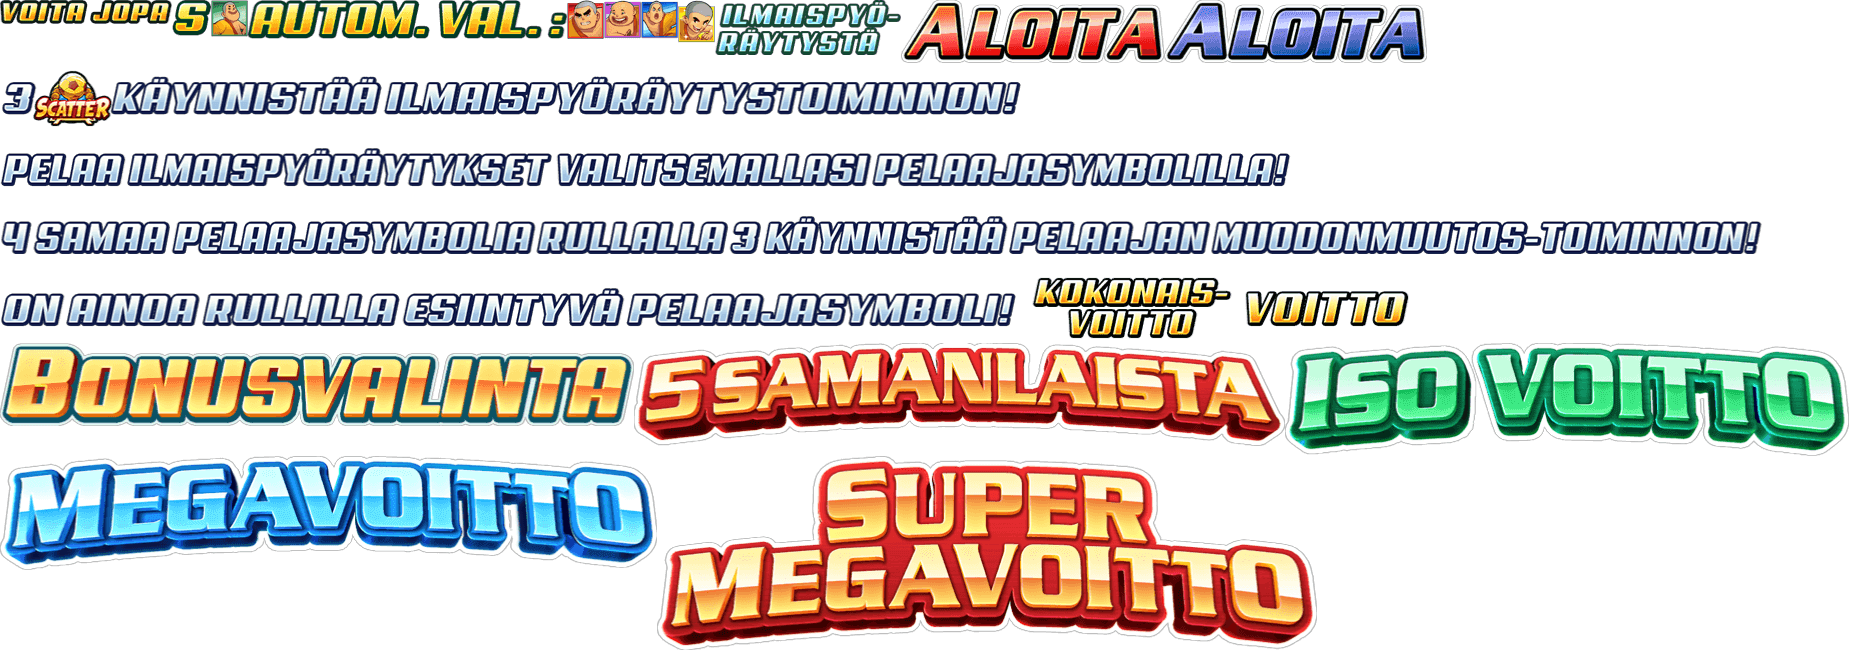 VOITA JOPA
5
AUTOM. VAL. :
ILMAISPYÖ-
RÄYTYSTÄ
ALOITA
ALOITA
3 SCATTER KÄYNNISTÄÄ ILMAISPYÖRÄYTYSTOIMINNON!
PELAA ILMAISPYÖRÄYTYKSET VALITSEMALLASI PELAAJASYMBOLILLA!
4 SAMAA PELAAJASYMBOLIA RULLALLA 3 KÄYNNISTÄÄ PELAAJAN MUODONMUUTOS-TOIMINNON!
ON AINOA RULLILLA ESIINTYVÄ PELAAJASYMBOLI!
KOKONAIS-
VOITTO
VOITTO
BONUSVALINTA
5 SAMANLAISTA
ISO VOITTO
MEGAVOITTO
SUPER
MEGAVOITTO